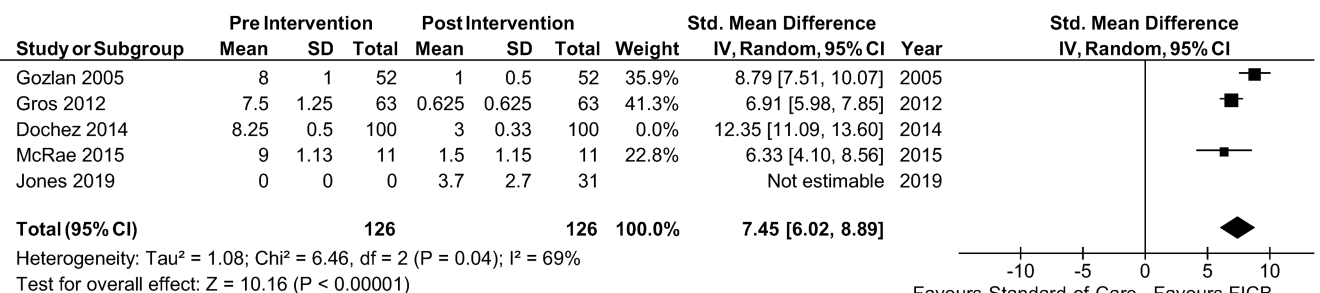 Pre Intervention Post Intervention Std. Mean Difference Std. Mean Difference
Study or Subgroup Mean SD Total Mean SD Total Weight IV, Random, 95% CI Year IV, Random, 95% CI
Gozlan 2005 8 1 52 1 0.5 52 35.9% 8.79 [7.51, 10.07] 2005
Gros 2012 7.5 1.25 63 0.625 0.625 63 41.3% 6.91 [5.98, 7.85] 2012
Dochez 2014 8.25 0.5 100 3 0.33 100 0.0% 12.35 [11.09, 13.60] 2014
McRae 2015 9 1.13 11 1.5 1.15 11 22.8% 6.33 [4.10, 8.56] 2015
Jones 2019 0 0 0 3.7 2.7 31 Not estimable 2019
Total (95% CI) 126 126 100.0% 7.45 [6.02, 8.89]
Heterogeneity: Tau² = 1.08; Chi² = 6.46, df = 2 (P = 0.04); I² = 69%
Test for overall effect: Z = 10.16 (P < 0.00001)
-10 -5 0 5 10
Favours Standard of Care Favours FICB